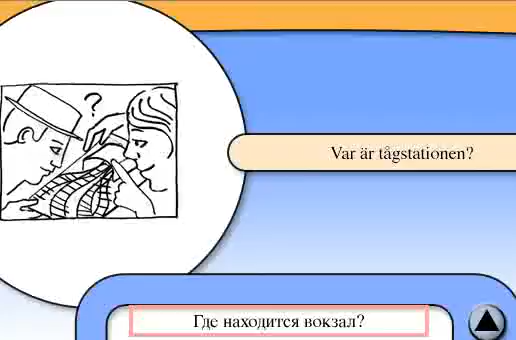 ?
Var är tågstationen?
Где находится вокзал?